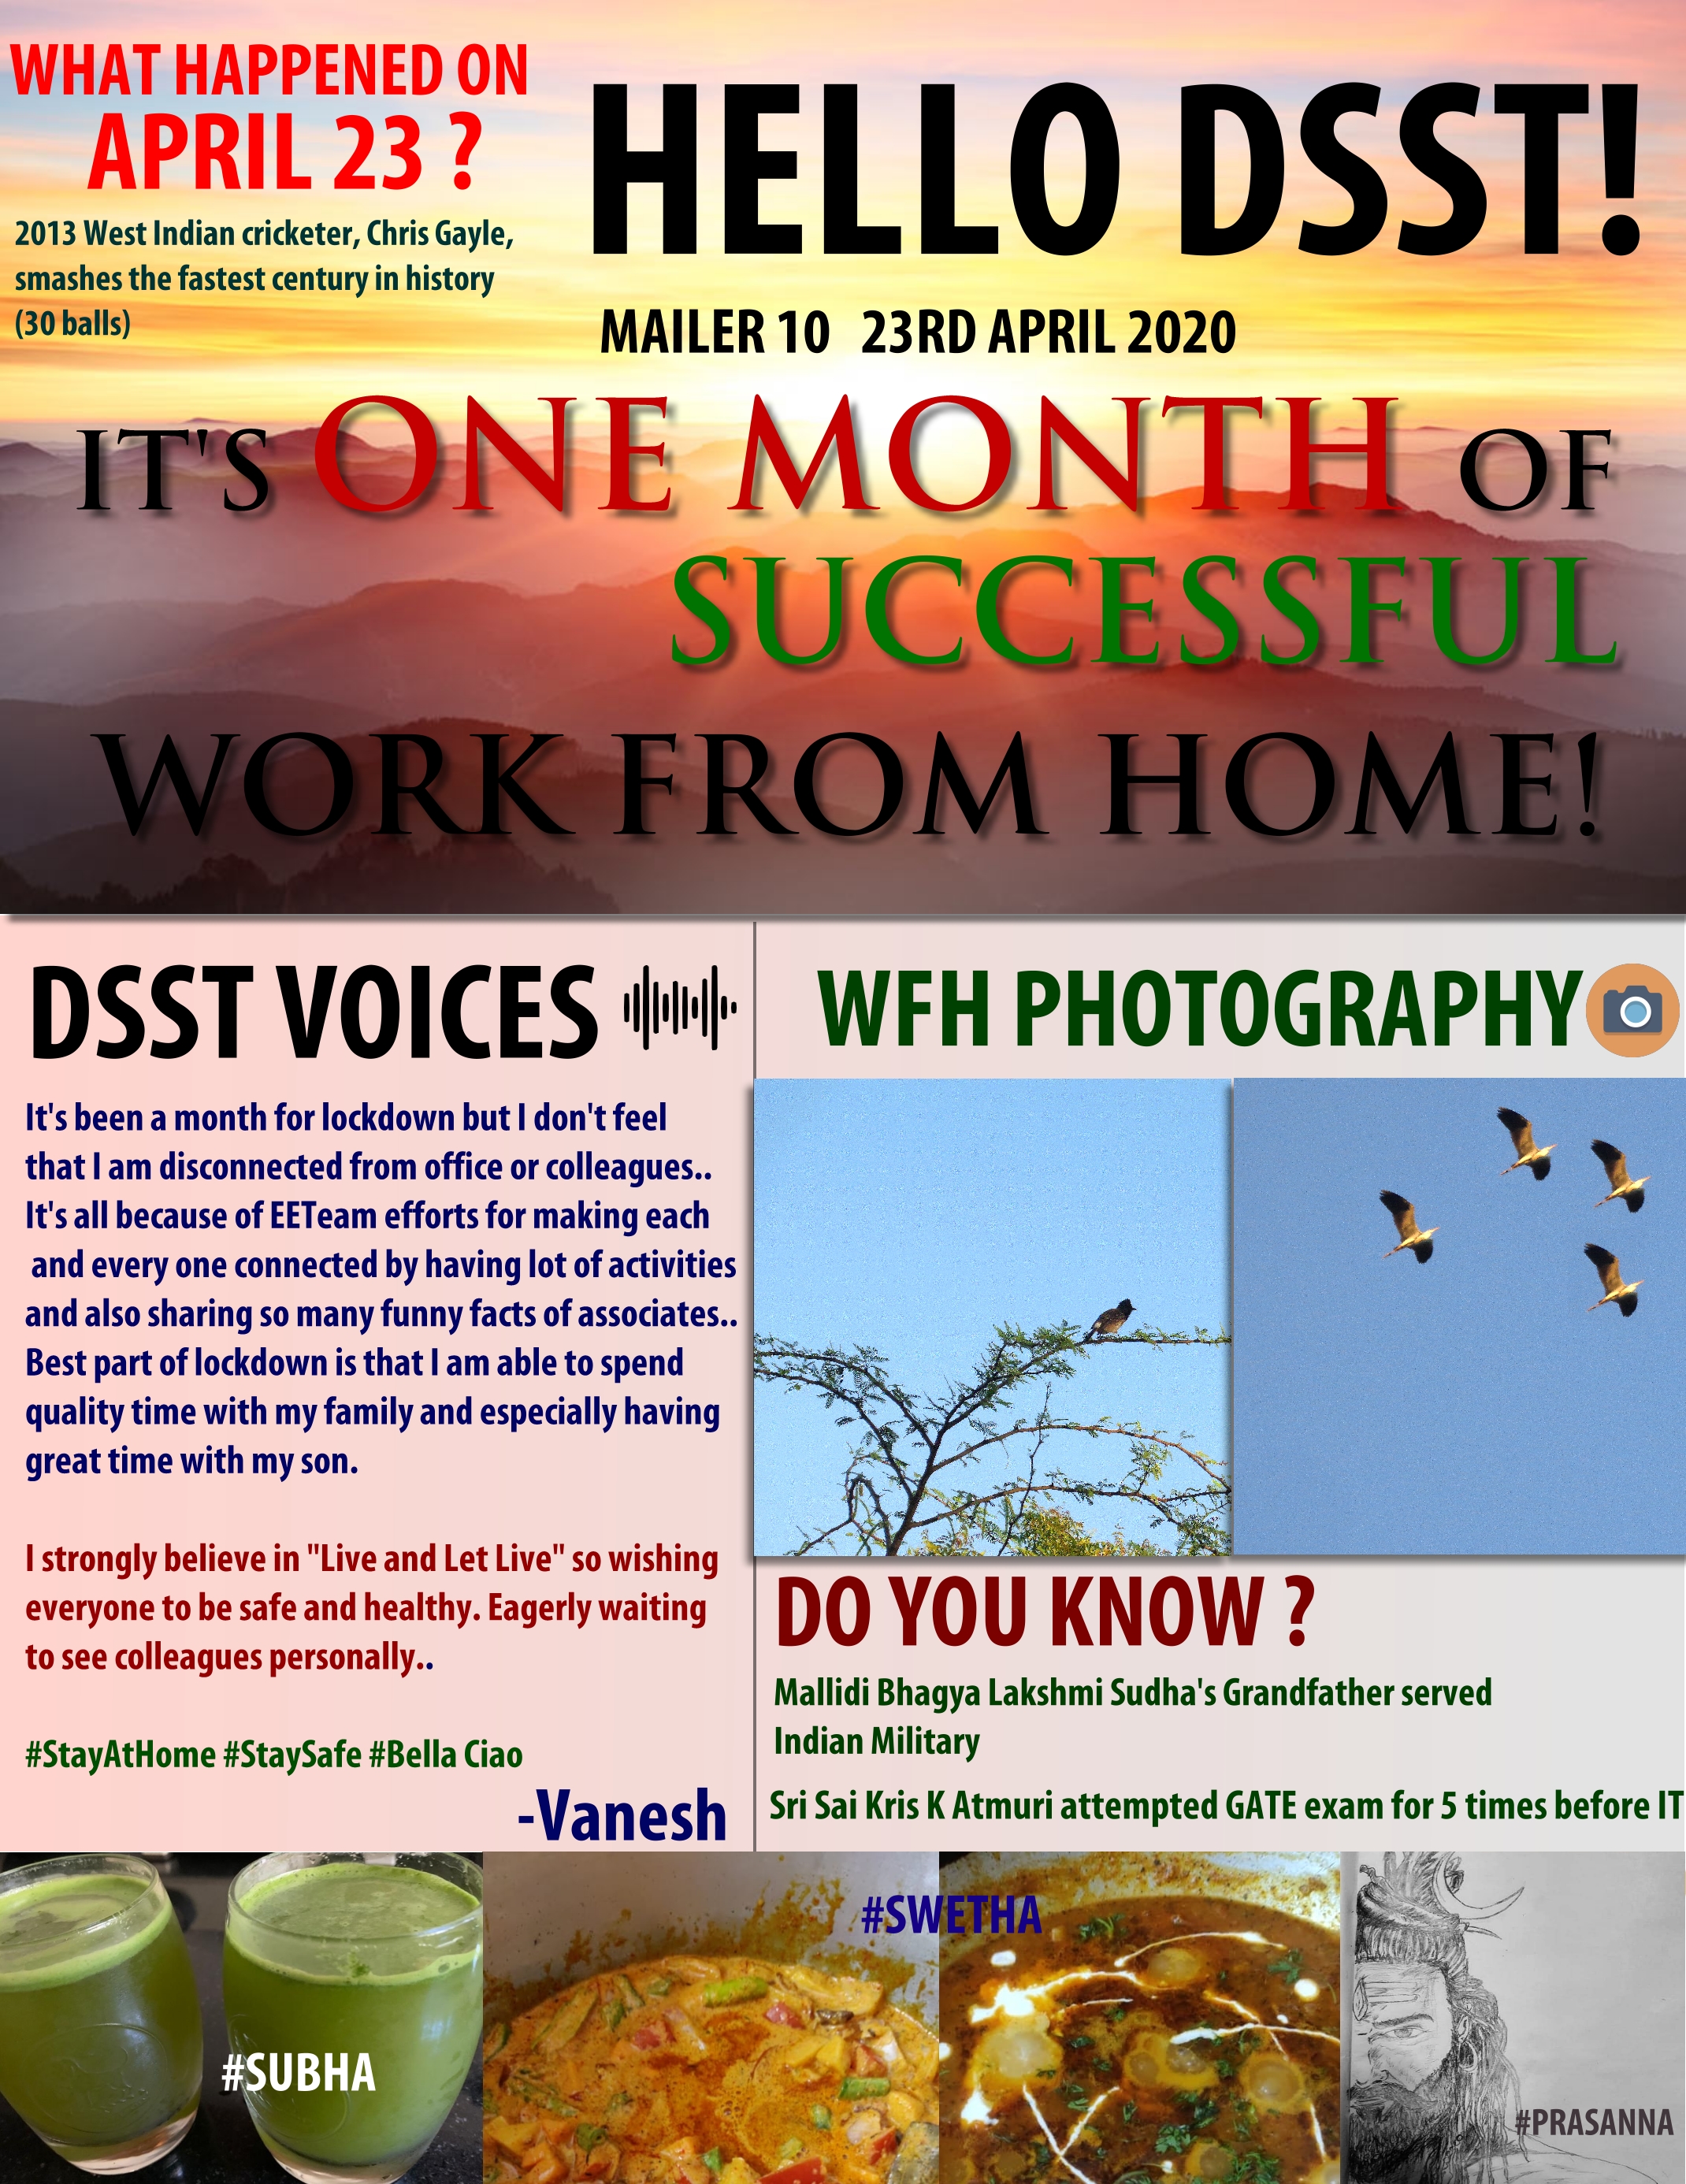 WHAT HAPPENED ON
APRIL 23 ?
2013 West Indian cricketer, Chris Gayle,
smashes the fastest century in history
(30 balls)
HELLO DSST!
MAILER 10 23RD APRIL 2020
IT'S ONE MONTH OF
SUCCESSFUL
WORK FROM HOME!
DSST VOICES
It's been a month for lockdown but I don't feel
that I am disconnected from office or colleagues..
It's all because of EETeam efforts for making each
and every one connected by having lot of activities
and also sharing so many funny facts of associates..
Best part of lockdown is that I am able to spend
quality time with my family and especially having
great time with my son.
I strongly believe in "Live and Let Live" so wishing
everyone to be safe and healthy. Eagerly waiting
to see colleagues personally..
#StayAtHome #StaySafe #Bella Ciao
-Vanesh
WFH PHOTOGRAPHY
DO YOU KNOW ?
Mallidi Bhagya Lakshmi Sudha's Grandfather served
Indian Military
Sri Sai Kris K Atmuri attempted GATE exam for 5 times before IT
#SUBHA
#SWETHA
#PRASANNA